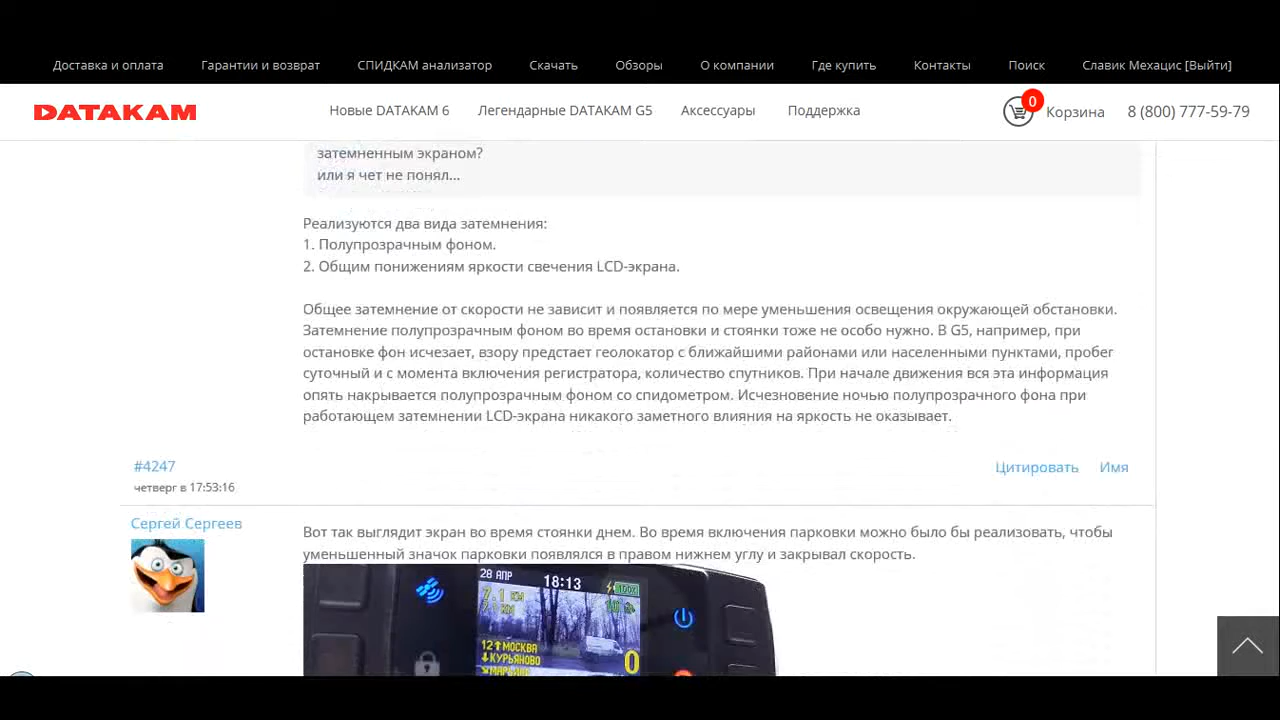 Доставка и оплата Гарантии и возврат СПИДКАМ анализатор Скачать Обзоры О компании Где купить Контакты Поиск Славик Мехацис [Выйти]
DATAKAM Новые DATAKAM 6 Легендарные DATAKAM G5 Аксессуары Поддержка 0 Корзина 8 (800) 777-59-79
затемненным экраном?
или я чет не понял...
Реализуются два вида затемнения:
1. Полупрозрачным фоном.
2. Общим понижениям яркости свечения LCD-экрана.
Общее затемнение от скорости не зависит и появляется по мере уменьшения освещения окружающей обстановки.
Затемнение полупрозрачным фоном во время остановки и стоянки тоже не особо нужно. В G5, например, при
остановке фон исчезает, взору предстает геолокатор с ближайшими районами или населенными пунктами, пробег
суточный и с момента включения регистратора, количество спутников. При начале движения вся эта информация
опять накрывается полупрозрачным фоном со спидометром. Исчезновение ночью полупрозрачного фона при
работающем затемнении LCD-экрана никакого заметного влияния на яркость не оказывает.
#4247 Цитировать Имя
четверг в 17:53:16
Сергей Сергеев
Вот так выглядит экран во время стоянки днем. Во время включения парковки можно было бы реализовать, чтобы
уменьшенный значок парковки появлялся в правом нижнем углу и закрывал скорость.
28 АПР 18:13
7.1 КМ
12↑МОСКВА
↓КУРЬЯНОВО
0